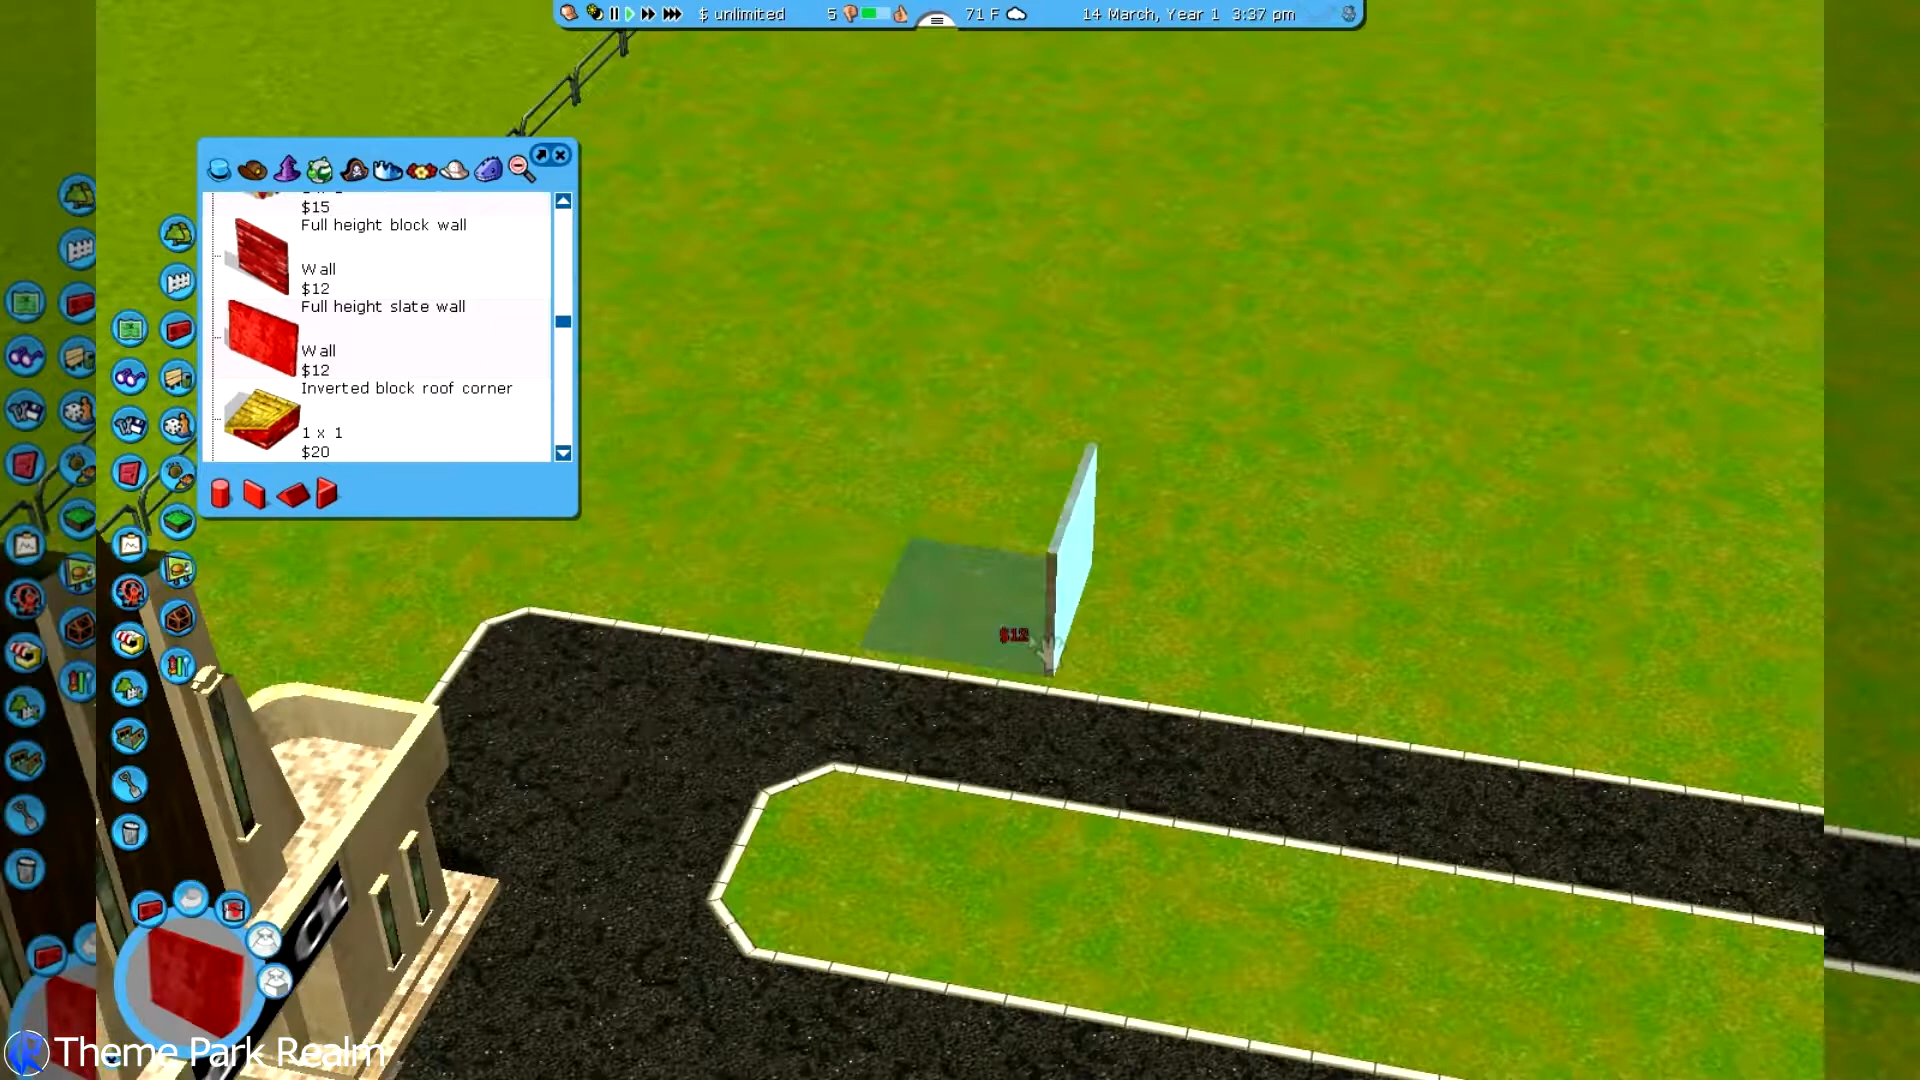 $ unlimited 5 71 F 14 March, Year 1 3:37 pm
$15
Full height block wall
Wall
$12
Full height slate wall
Wall
$12
Inverted block roof corner
1 x 1
$20
$12
Theme Park Realm